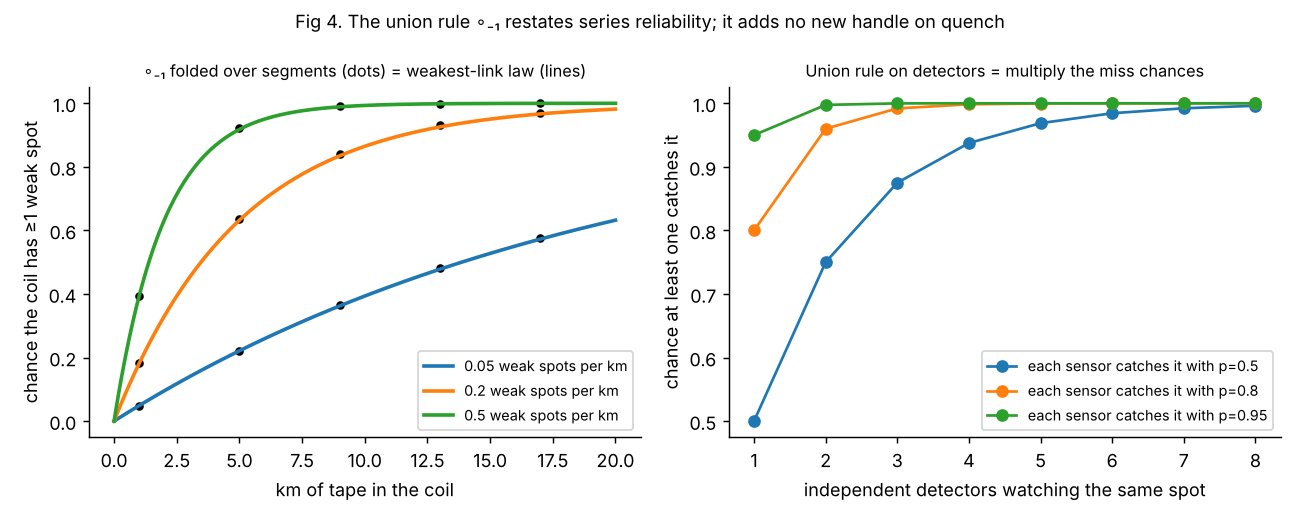 Fig 4. The union rule ∘₋₁ restates series reliability; it adds no new handle on quench
∘₋₁ folded over segments (dots) = weakest-link law (lines)
chance the coil has ≥1 weak spot
1.0
0.8
0.6
0.4
0.2
0.0
0.05 weak spots per km
0.2 weak spots per km
0.5 weak spots per km
0.0 2.5 5.0 7.5 10.0 12.5 15.0 17.5 20.0
km of tape in the coil
Union rule on detectors = multiply the miss chances
chance at least one catches it
1.0
0.9
0.8
0.7
0.6
0.5
each sensor catches it with p=0.5
each sensor catches it with p=0.8
each sensor catches it with p=0.95
1 2 3 4 5 6 7 8
independent detectors watching the same spot